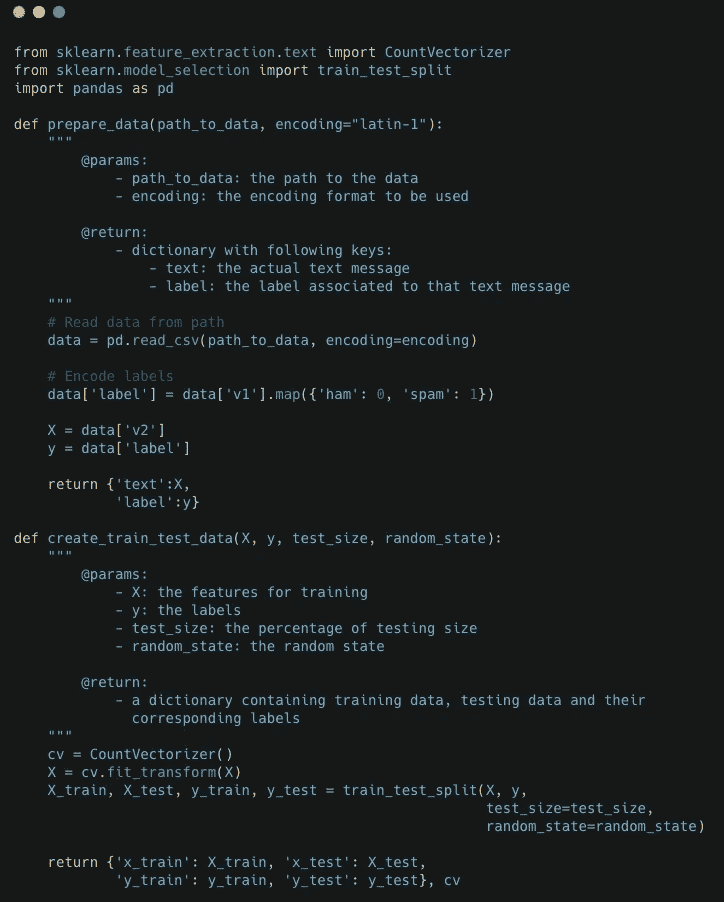 from sklearn.feature_extraction.text import CountVectorizer
from sklearn.model_selection import train_test_split
import pandas as pd

def prepare_data(path_to_data, encoding="latin-1"):
    """
        @params:
            - path_to_data: the path to the data
            - encoding: the encoding format to be used

        @return:
            - dictionary with following keys:
                - text: the actual text message
                - label: the label associated to that text message
    """
    # Read data from path
    data = pd.read_csv(path_to_data, encoding=encoding)

    # Encode labels
    data['label'] = data['v1'].map({'ham': 0, 'spam': 1})

    X = data['v2']
    y = data['label']

    return {'text':X,
            'label':y}

def create_train_test_data(X, y, test_size, random_state):
    """
        @params:
            - X: the features for training
            - y: the labels
            - test_size: the percentage of testing size
            - random_state: the random state

        @return:
            - a dictionary containing training data, testing data and their
              corresponding labels
    """
    cv = CountVectorizer()
    X = cv.fit_transform(X)
    X_train, X_test, y_train, y_test = train_test_split(X, y,
                                                        test_size=test_size,
                                                        random_state=random_state)

    return {'x_train': X_train, 'x_test': X_test,
            'y_train': y_train, 'y_test': y_test}, cv